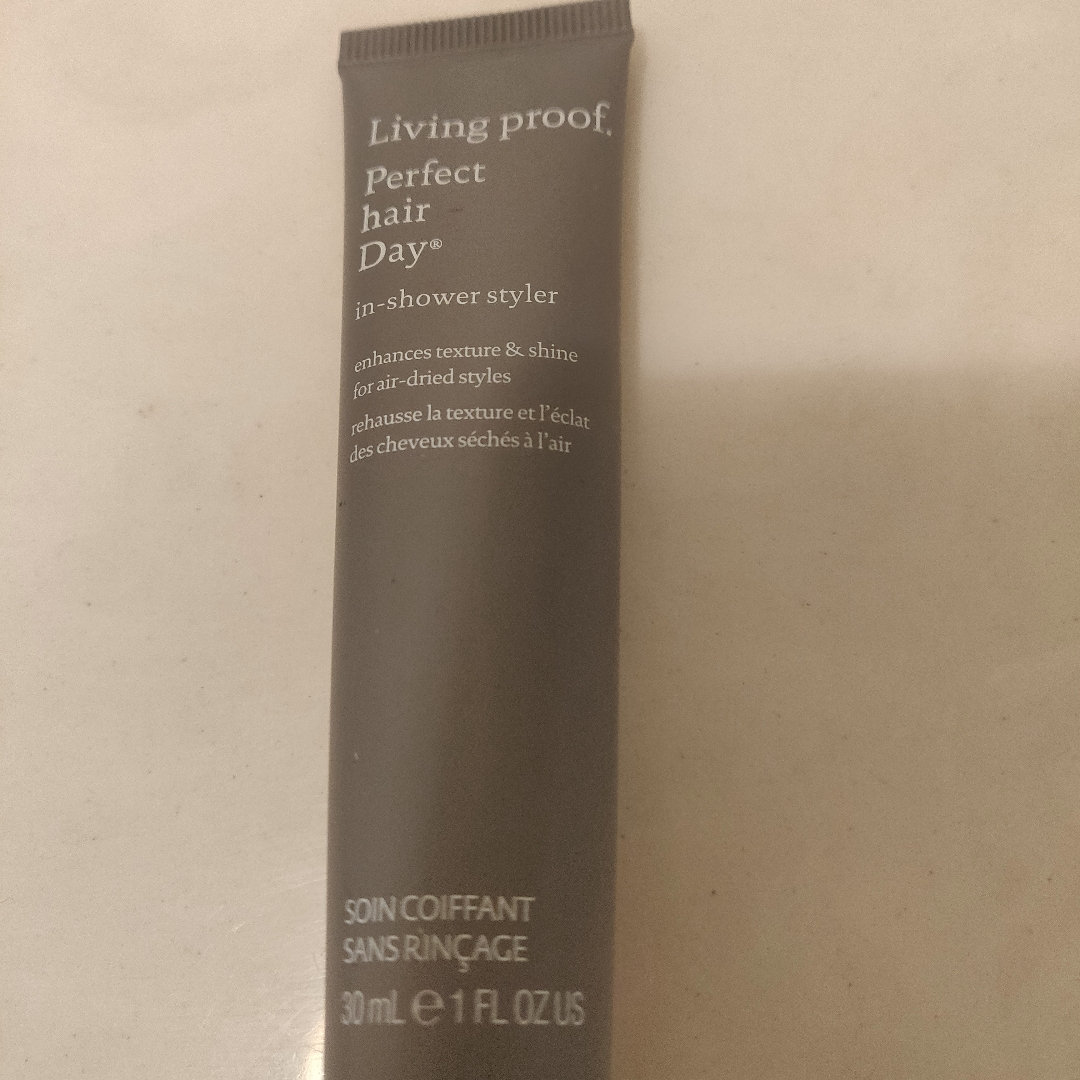 Living proof.
Perfect
hair
Day®
in-shower styler
enhances texture & shine
for air-dried styles
rehausse la texture et l'éclat
des cheveux séchés à l'air
SOIN COIFFANT
SANS RINÇAGE
30 mL ℮ 1 FL OZ US